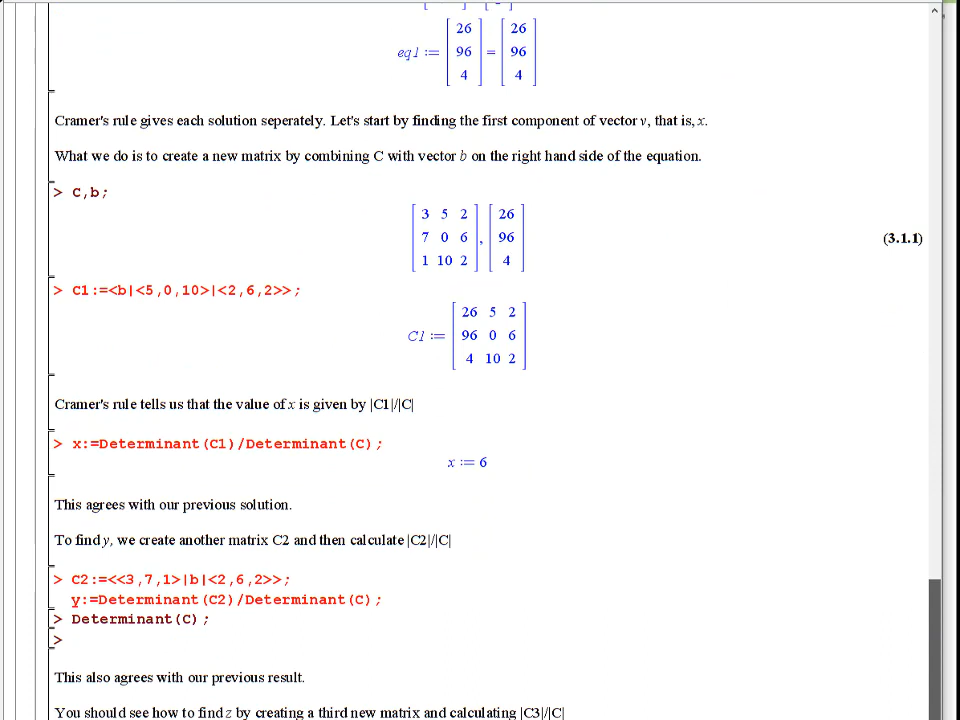 eq1 := [26 96 4] = [26 96 4]
Cramer's rule gives each solution seperately. Let's start by finding the first component of vector v, that is, x.
What we do is to create a new matrix by combining C with vector b on the right hand side of the equation.
> C,b;
[3 5 2
7 0 6
1 10 2], [26 96 4]
(3.1.1)
> C1:=<b|<5,0,10>|<2,6,2>>;
C1 := [26 5 2
96 0 6
4 10 2]
Cramer's rule tells us that the value of x is given by |C1|/|C|
> x:=Determinant(C1)/Determinant(C);
x := 6
This agrees with our previous solution.
To find y, we create another matrix C2 and then calculate |C2|/|C|
> C2:=<<3,7,1>|b|<2,6,2>>;
y:=Determinant(C2)/Determinant(C);
> Determinant(C);
>
This also agrees with our previous result.
You should see how to find z by creating a third new matrix and calculating |C3|/|C|